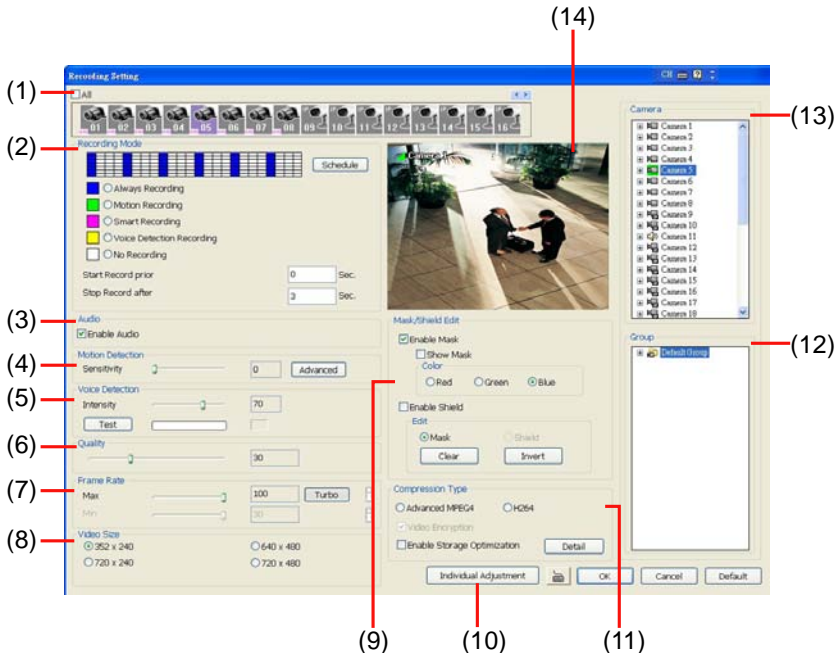 (14)
Recording Setting
CH
(1)
All
01 02 03 04 05 06 07 08 09 10 11 12 13 14 15 16
Camera
(13)
(2)
Recording Mode
Schedule
Always Recording
Motion Recording
Smart Recording
Voice Detection Recording
No Recording
Start Record prior 0 Sec.
Stop Record after 3 Sec.
Camera 1
Camera 2
Camera 3
Camera 4
Camera 5
Camera 6
Camera 7
Camera 8
Camera 9
Camera 10
Camera 11
Camera 12
Camera 13
Camera 14
Camera 15
Camera 16
Camera 17
Camera 18
(3)
Audio
Enable Audio
(4)
Motion Detection
Sensitivity 0 Advanced
(5)
Voice Detection
Intensity 70
Test
(6)
Quality
30
(7)
Frame Rate
Max 100 Turbo
Min 30
(8)
Video Size
352 x 240 640 x 480
720 x 240 720 x 480
Mask/Shield Edit
Enable Mask
Show Mask
Color
(9)
Red Green Blue
Enable Shield
Edit
Mask Shield
Clear Invert
Compression Type
Advanced MPEG4 H264
Video Encryption
Enable Storage Optimization Detail
(11)
Group
(12)
Default Group
Individual Adjustment OK Cancel Default
(10)